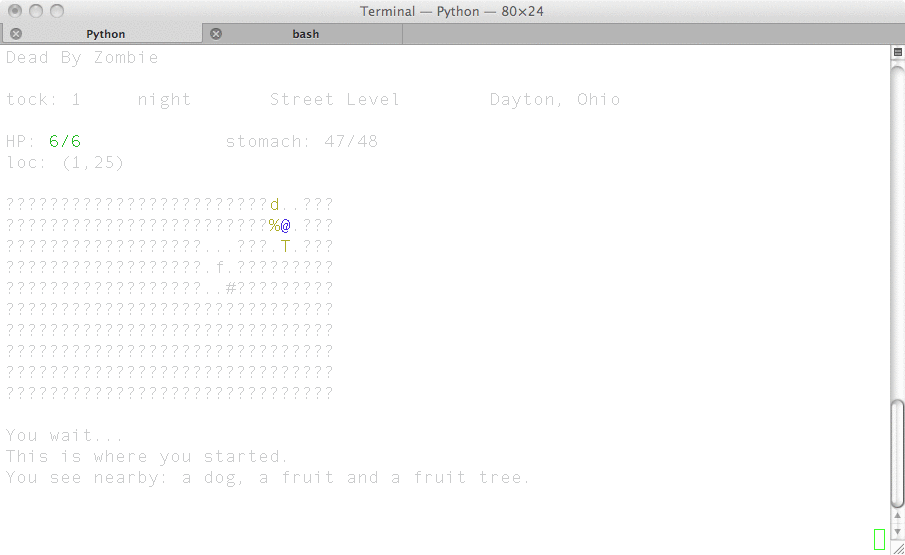 Terminal — Python — 80×24
Python bash
Dead By Zombie
tock: 1 night Street Level Dayton, Ohio
HP: 6/6 stomach: 47/48
loc: (1,25)
????????????????????????d..???
????????????????????????%@.???
??????????????????...???.T.???
??????????????????.f.?????????
??????????????????..#?????????
??????????????????????????????
??????????????????????????????
??????????????????????????????
??????????????????????????????
??????????????????????????????
You wait...
This is where you started.
You see nearby: a dog, a fruit and a fruit tree.